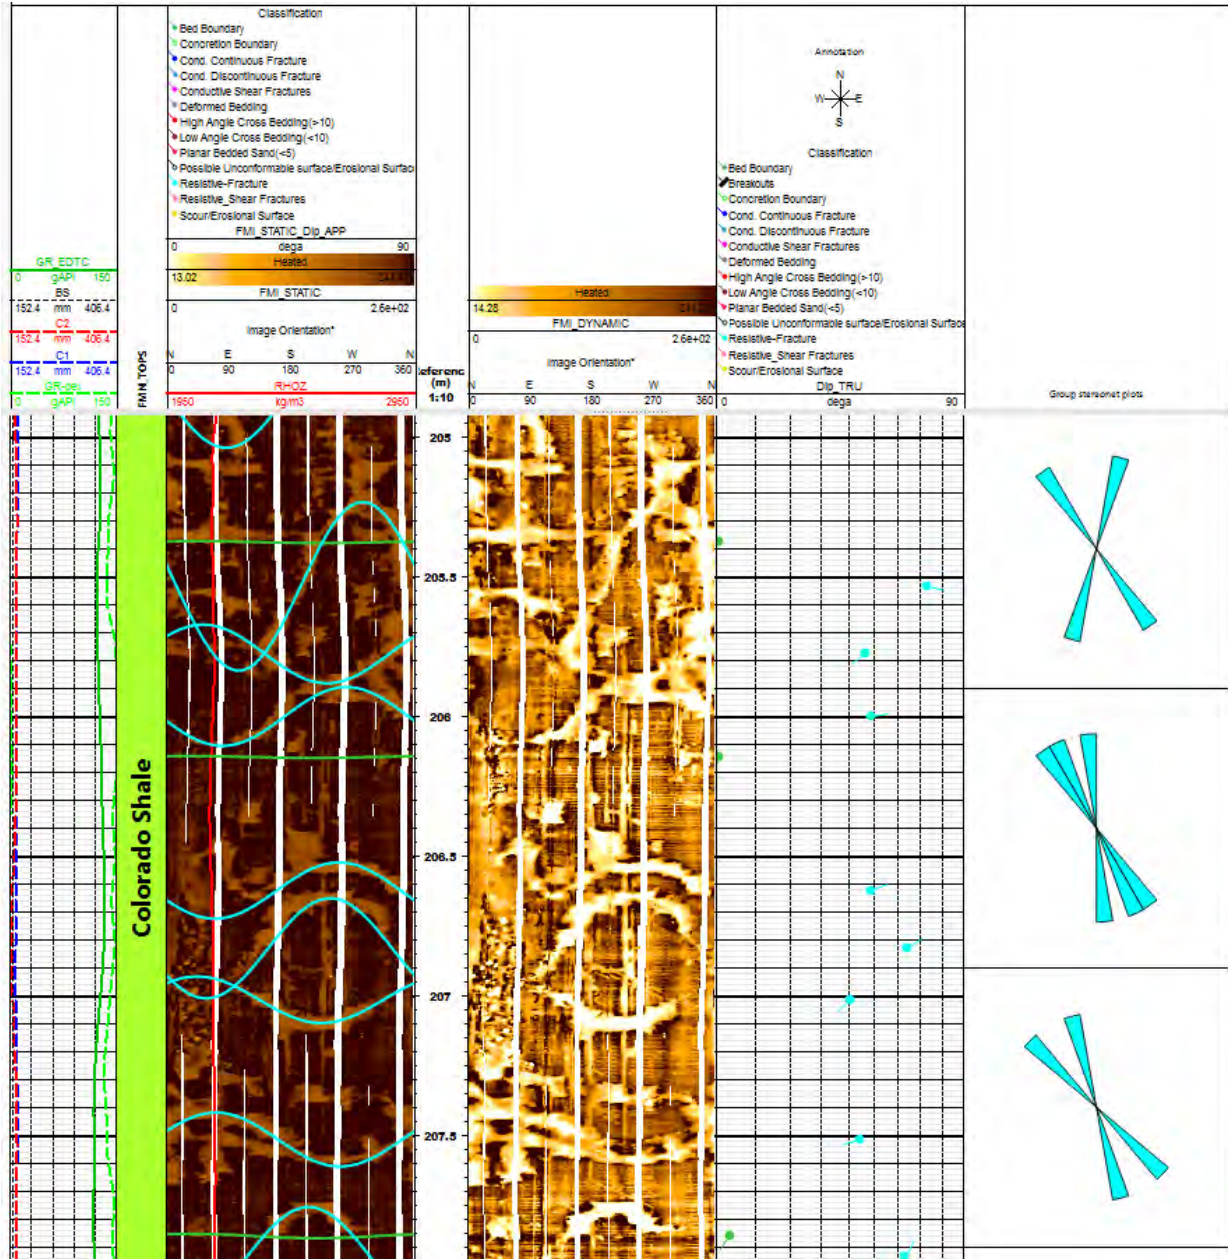 Classification
Bed Boundary
Concretion Boundary
Cond. Continuous Fracture
Cond. Discontinuous Fracture
Conductive Shear Fractures
Deformed Bedding
High Angle Cross Bedding(>10)
Low Angle Cross Bedding(<10)
Planar Bedded Sand(<5)
Possible Unconformable surface/Erosional Surfac
Resistive-Fracture
Resistive_Shear Fractures
Scour/Erosional Surface
FMI_STATIC_Dip_APP
0 dega 90
Heated
13.02
FMI_STATIC
0 2.6e+02
Image Orientation*
N E S W N
0 90 180 270 360
RHOZ
1950 kg/m3 2950
GR_EDTC
0 gAPI 150
BS
152.4 mm 406.4
C2
152.4 mm 406.4
C1
152.4 mm 406.4
0 gAPI 150
FMN_TOPS
eferenc
(m)
1:10
Heated
14.28
FMI_DYNAMIC
0 2.6e+02
Image Orientation*
N E S W N
0 90 180 270 360
Annotation
N
W E
S
Classification
Bed Boundary
Breakouts
Concretion Boundary
Cond. Continuous Fracture
Cond. Discontinuous Fracture
Conductive Shear Fractures
Deformed Bedding
High Angle Cross Bedding(>10)
Low Angle Cross Bedding(<10)
Planar Bedded Sand(<5)
Possible Unconformable surface/Erosional Surface
Resistive-Fracture
Resistive_Shear Fractures
Scour/Erosional Surface
Dip_TRU
0 dega 90
Group stereonet plots
Colorado Shale
205
205.5
206
206.5
207
207.5